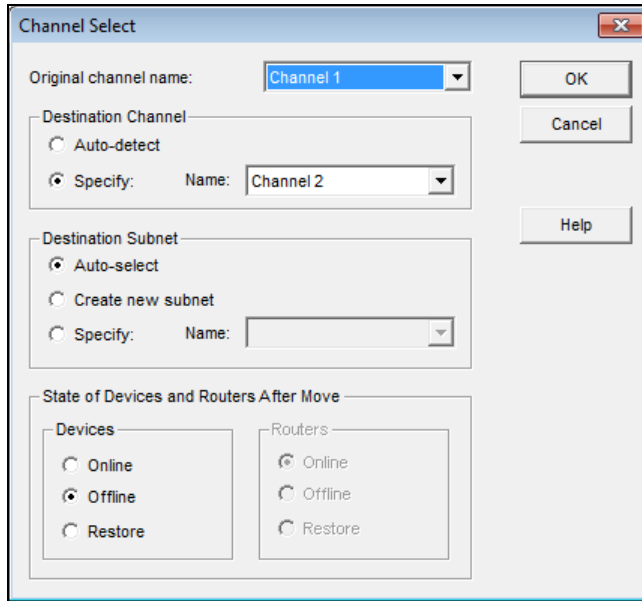 Channel Select
Original channel name: Channel 1
OK
Cancel
Help
Destination Channel
Auto-detect
Specify: Name: Channel 2
Destination Subnet
Auto-select
Create new subnet
Specify: Name:
State of Devices and Routers After Move
Devices
Online
Offline
Restore
Routers
Online
Offline
Restore